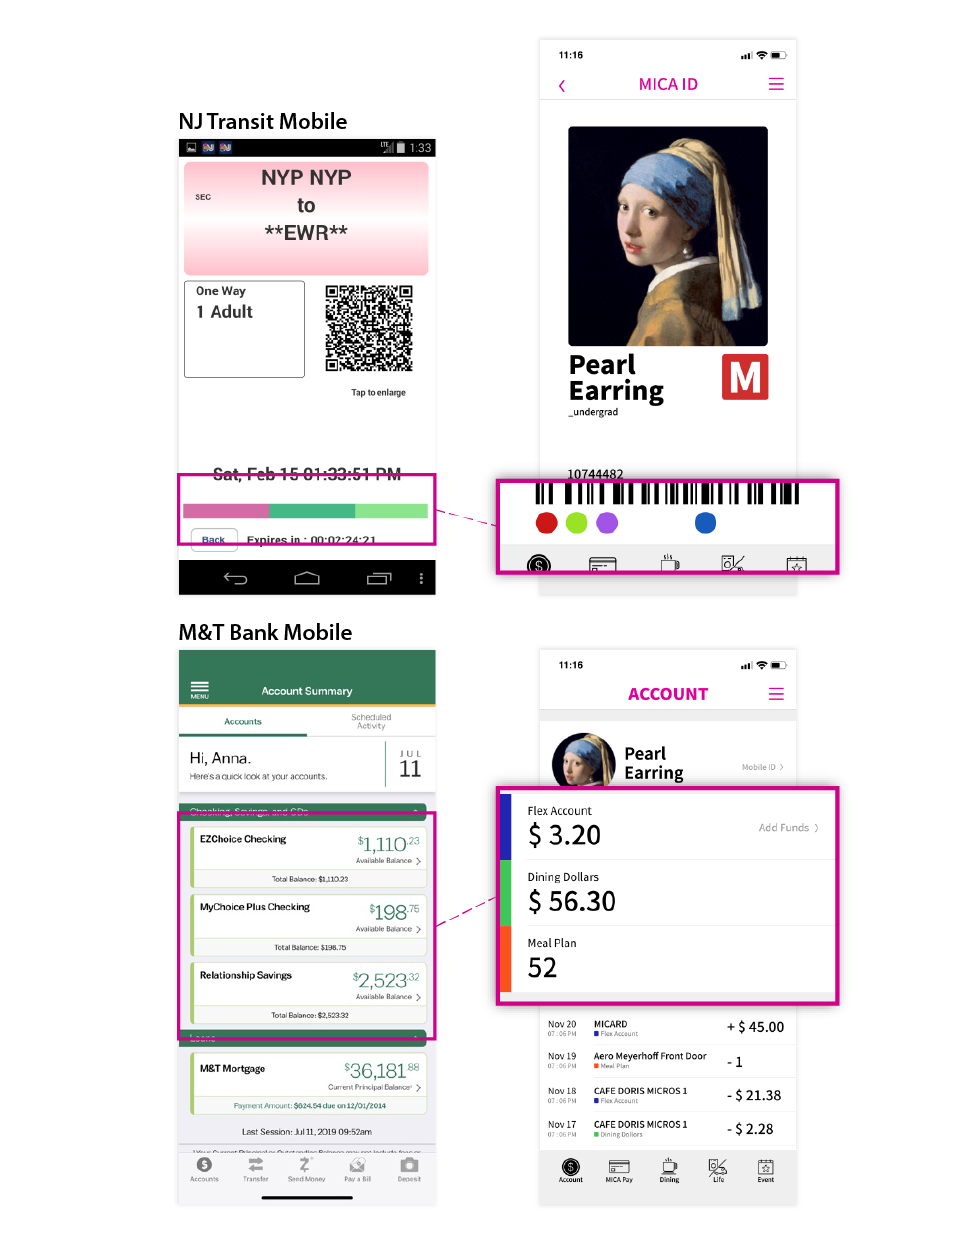 NJ Transit Mobile
LTE 1:33
NYP NYP
SEC
to
**EWR**
One Way
1 Adult
Tap to enlarge
Sat, Feb 15 01:33:51 PM
Back Expires in : 00:02:24:21
11:16
MICA ID
Pearl
Earring
M
_undergrad
10744482
M&T Bank Mobile
MENU
Account Summary
Accounts
Scheduled
Activity
Hi, Anna.
Here's a quick look at your accounts.
JUL
11
Checking, Savings, and CDs
EZChoice Checking
$1,110.23
Available Balance
Total Balance: $1,110.23
MyChoice Plus Checking
$198.75
Available Balance
Total Balance: $198.75
Relationship Savings
$2,523.32
Available Balance
Total Balance: $2,523.32
Loans
M&T Mortgage
$36,181.88
Current Principal Balance
Payment Amount: $624.54 due on 12/01/2014
Last Session: Jul 11, 2019 09:52am
Accounts Transfer Send Money Pay a Bill Deposit
11:16
ACCOUNT
Pearl
Earring
Mobile ID
Flex Account
$ 3.20
Add Funds
Dining Dollars
$ 56.30
Meal Plan
52
Nov 20 MICARD + $ 45.00
07 : 06 PM Flex Account
Nov 19 Aero Meyerhoff Front Door - 1
07 : 06 PM Meal Plan
Nov 18 CAFE DORIS MICROS 1 - $ 21.38
07 : 06 PM Flex Account
Nov 17 CAFE DORIS MICROS 1 - $ 2.28
07 : 06 PM Dining Dollors
Account MICA Pay Dining Life Event